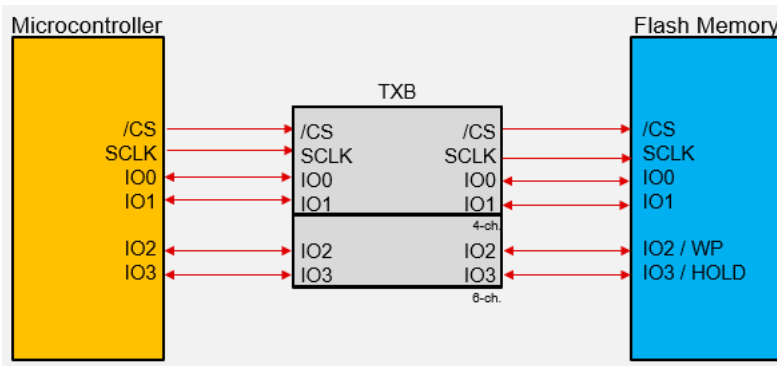 Microcontroller
Flash Memory
TXB
/CS
/CS
/CS
/CS
SCLK
SCLK
SCLK
SCLK
IO0
IO0
IO0
IO0
IO1
IO1
IO1
IO1
4-ch.
IO2
IO2
IO2
IO2 / WP
IO3
IO3
IO3
IO3 / HOLD
6-ch.